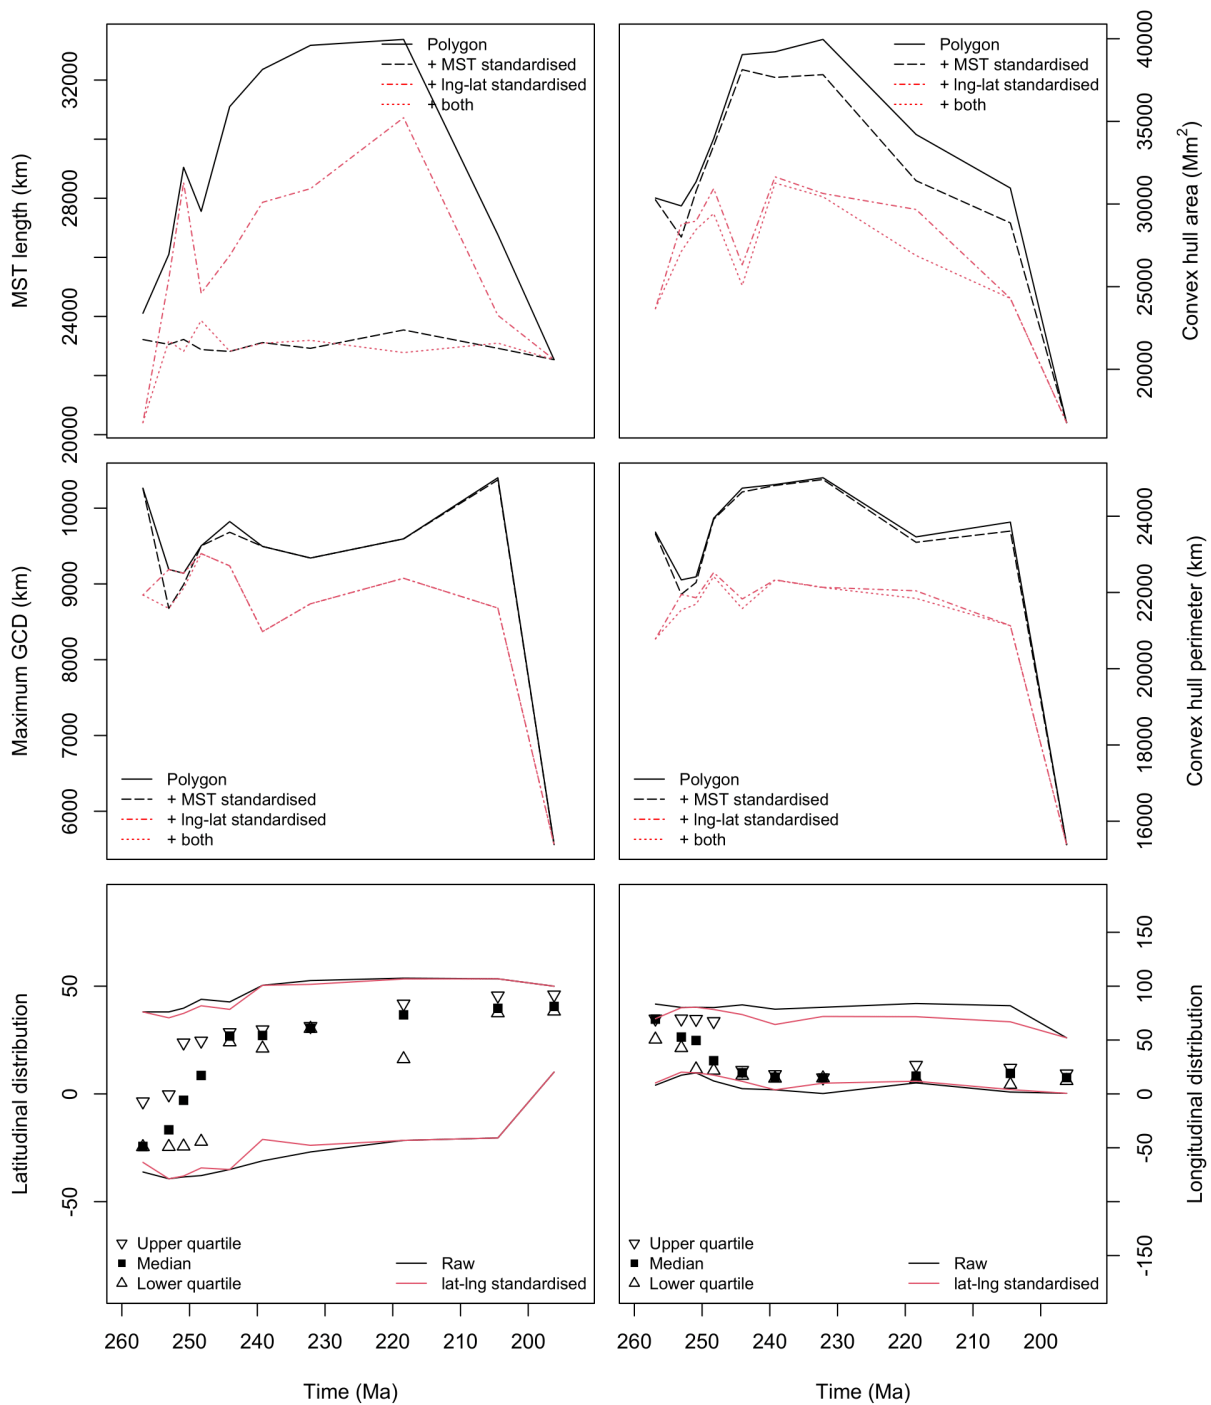 MST length (km)
32000
28000
24000
20000
Polygon
+ MST standardised
+ lng-lat standardised
+ both
Convex hull area (Mm²)
40000
35000
30000
25000
20000
Polygon
+ MST standardised
+ lng-lat standardised
+ both
Maximum GCD (km)
10000
9000
8000
7000
6000
Polygon
+ MST standardised
+ lng-lat standardised
+ both
Convex hull perimeter (km)
24000
22000
20000
18000
16000
Polygon
+ MST standardised
+ lng-lat standardised
+ both
Latitudinal distribution
50
0
-50
Upper quartile
Median
Lower quartile
Raw
lat-lng standardised
260 250 240 230 220 210 200
Time (Ma)
Longitudinal distribution
150
100
50
0
-50
-150
Upper quartile
Median
Lower quartile
Raw
lat-lng standardised
260 250 240 230 220 210 200
Time (Ma)